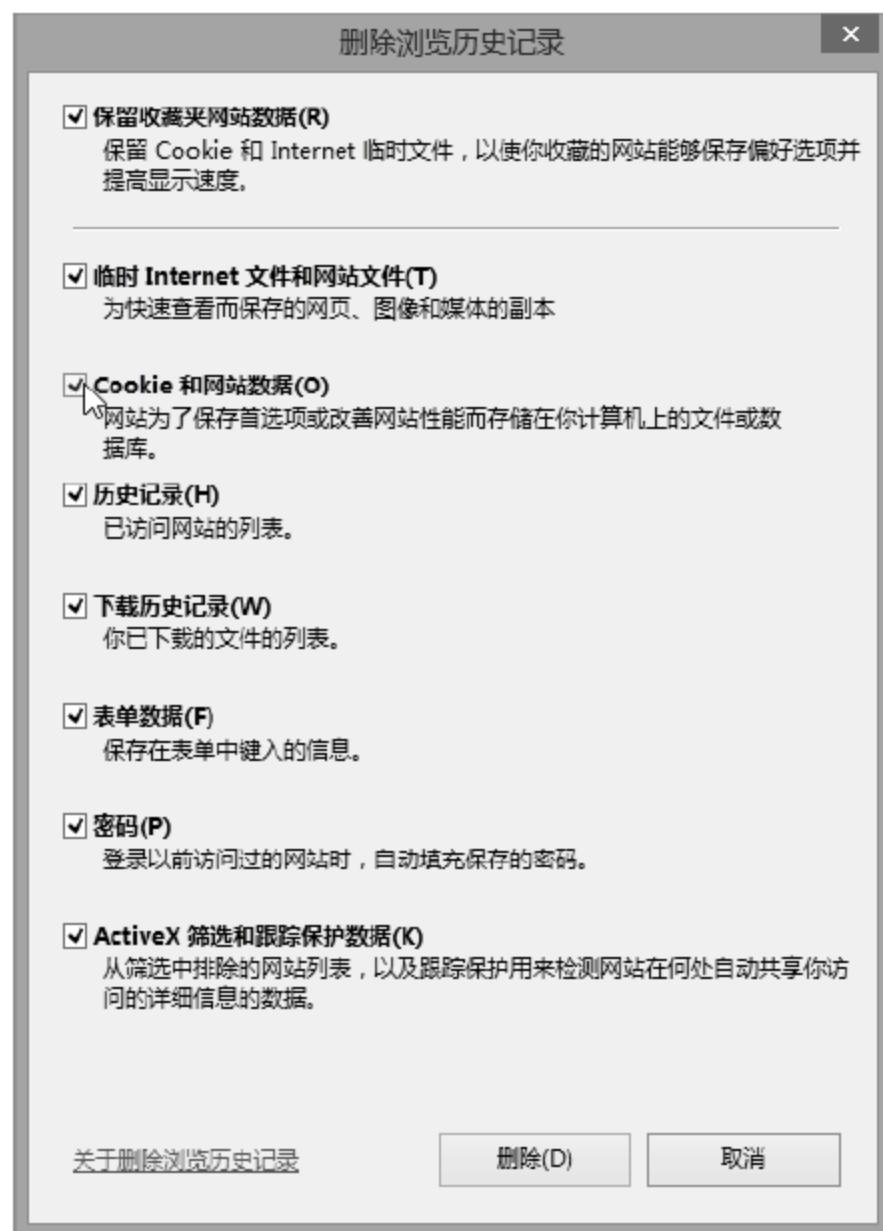 删除浏览历史记录
保留收藏夹网站数据(R)
保留 Cookie 和 Internet 临时文件，以使你收藏的网站能够保存偏好选项并
提高显示速度。
临时 Internet 文件和网站文件(T)
为快速查看而保存的网页、图像和媒体的副本
Cookie 和网站数据(O)
网站为了保存首选项或改善网站性能而存储在你计算机上的文件或数
据库。
历史记录(H)
已访问网站的列表。
下载历史记录(W)
你已下载的文件的列表。
表单数据(F)
保存在表单中键入的信息。
密码(P)
登录以前访问过的网站时，自动填充保存的密码。
ActiveX 筛选和跟踪保护数据(K)
从筛选中排除的网站列表，以及跟踪保护用来检测网站在何处自动共享你访
问的详细信息的数据。
关于删除浏览历史记录
删除(D)
取消